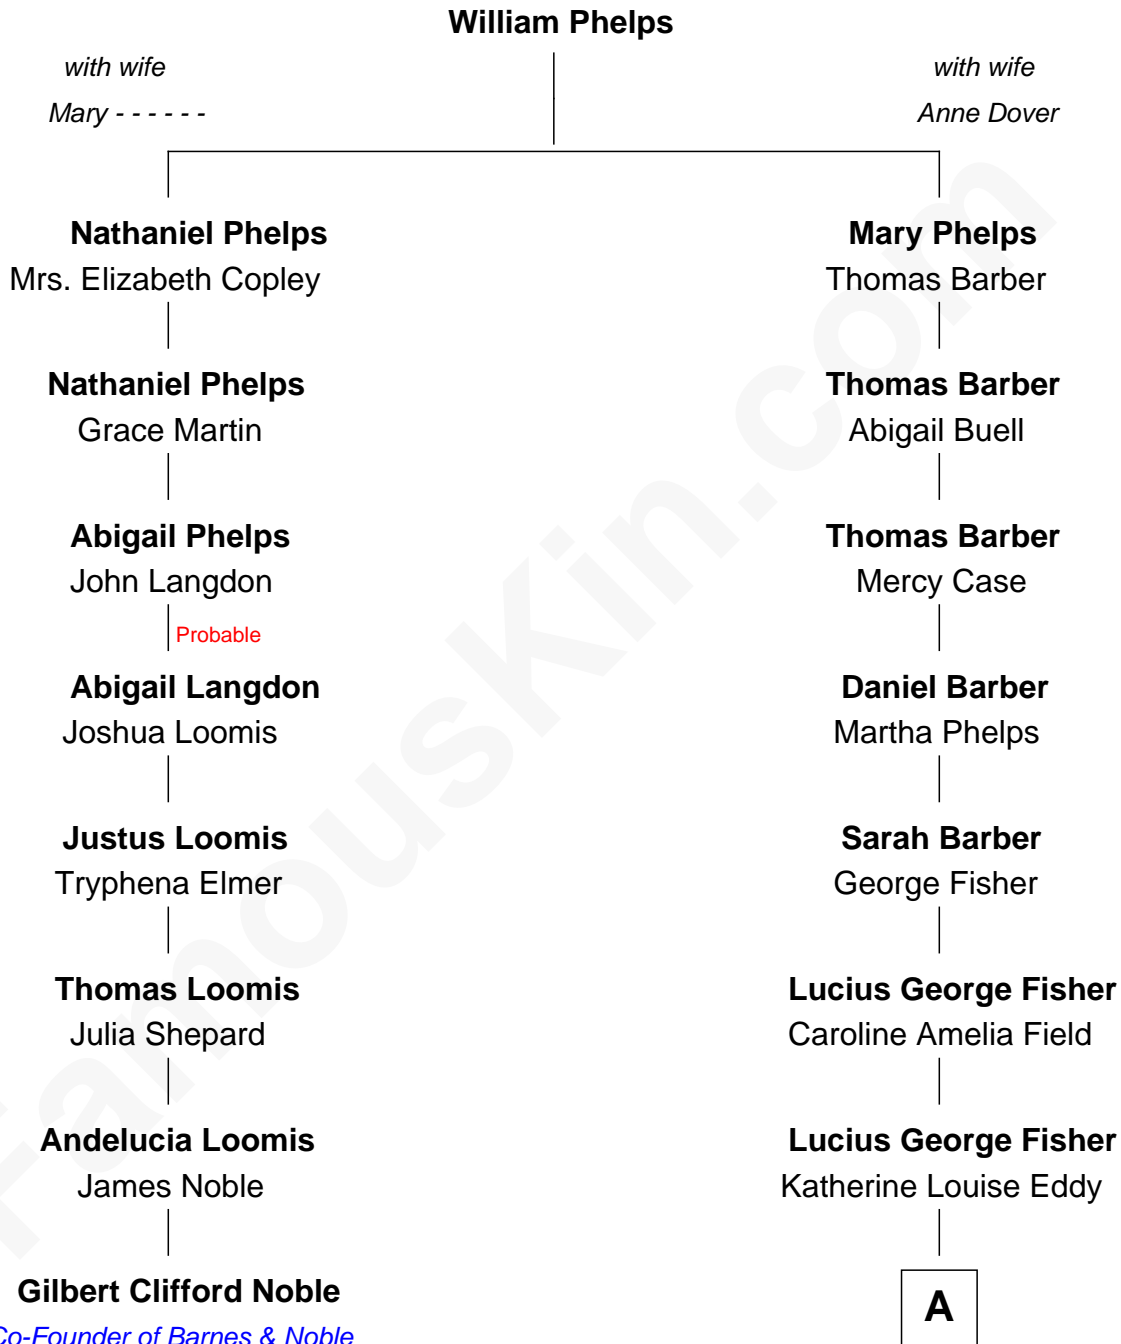 William Phelps
with wife
Mary - - - - - -
with wife
Anne Dover
Nathaniel Phelps
Mrs. Elizabeth Copley
Mary Phelps
Thomas Barber
Nathaniel Phelps
Grace Martin
Thomas Barber
Abigail Buell
Abigail Phelps
John Langdon
Thomas Barber
Mercy Case
Probable
Abigail Langdon
Joshua Loomis
Daniel Barber
Martha Phelps
Justus Loomis
Tryphena Elmer
Sarah Barber
George Fisher
Thomas Loomis
Julia Shepard
Lucius George Fisher
Caroline Amelia Field
Andelucia Loomis
James Noble
Lucius George Fisher
Katherine Louise Eddy
Gilbert Clifford Noble
Co-Founder of Barnes & Noble
A
FamousKin.com